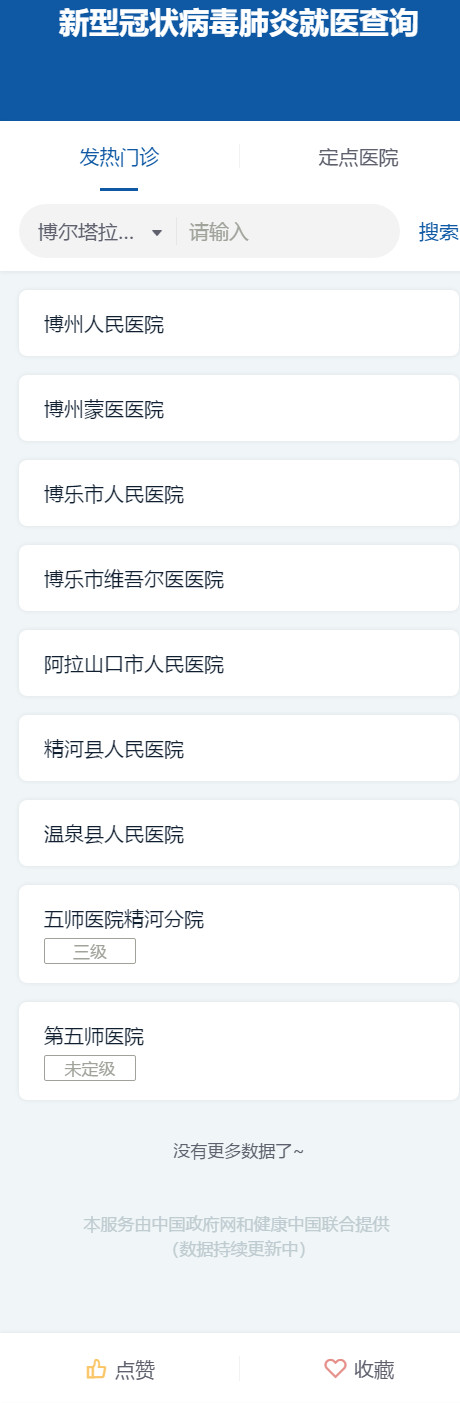 新型冠状病毒肺炎就医查询
发热门诊 定点医院
博尔塔拉... 请输入 搜索
博州人民医院
博州蒙医医院
博乐市人民医院
博乐市维吾尔医医院
阿拉山口市人民医院
精河县人民医院
温泉县人民医院
五师医院精河分院
三级
第五师医院
未定级
没有更多数据了~
本服务由中国政府网和健康中国联合提供
（数据持续更新中）
点赞 收藏